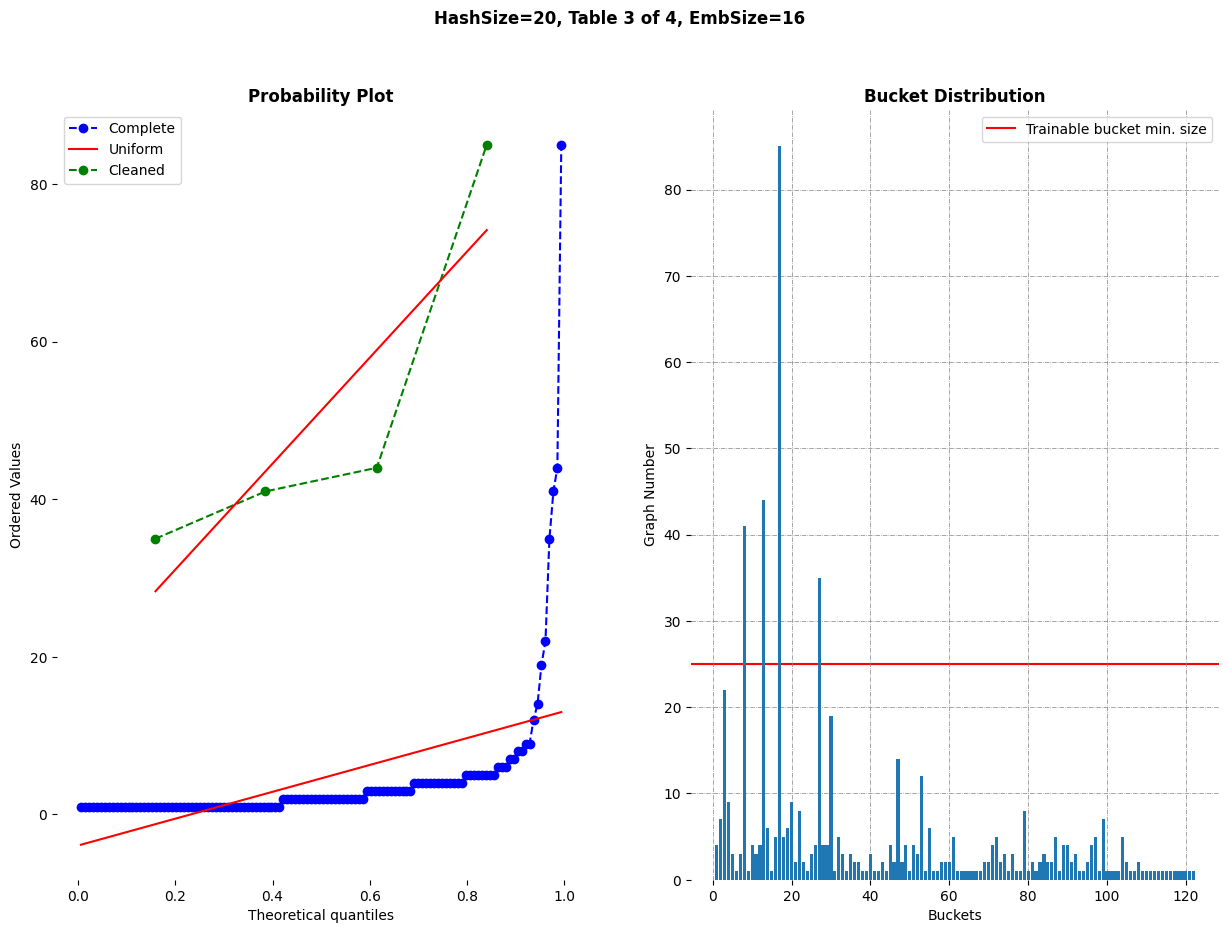 HashSize=20, Table 3 of 4, EmbSize=16
Probability Plot
Complete
Uniform
Cleaned
80
60
40
20
0
Ordered Values
0.0 0.2 0.4 0.6 0.8 1.0
Theoretical quantiles
Bucket Distribution
Trainable bucket min. size
80
70
60
50
40
30
20
10
0
Graph Number
0 20 40 60 80 100 120
Buckets